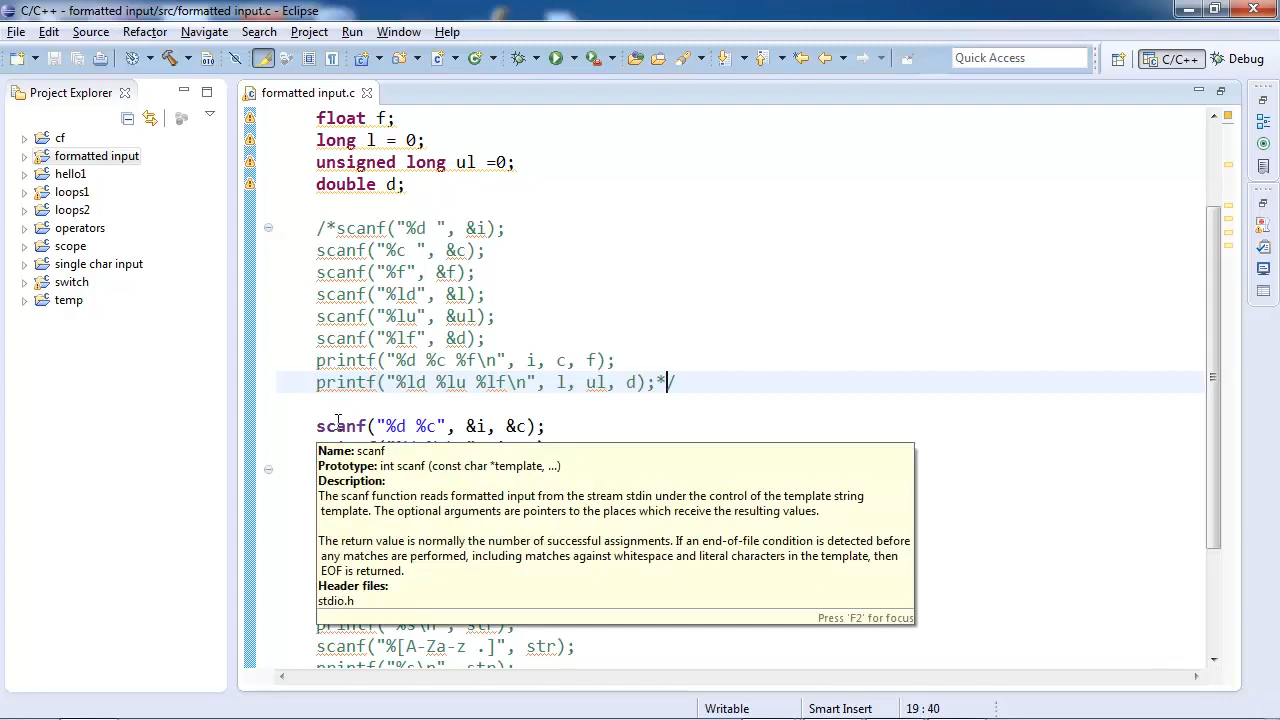 C/C++ - formatted input/src/formatted input.c - Eclipse
File Edit Source Refactor Navigate Search Project Run Window Help
Quick Access
C/C++
Debug
Project Explorer
cf
formatted input
hello1
loops1
loops2
operators
scope
single char input
switch
temp
formatted input.c
float f;
long l = 0;
unsigned long ul =0;
double d;
/*scanf("%d ", &i);
scanf("%c ", &c);
scanf("%f", &f);
scanf("%ld", &l);
scanf("%lu", &ul);
scanf("%lf", &d);
printf("%d %c %f\n", i, c, f);
printf("%ld %lu %lf\n", l, ul, d);*/
scanf("%d %c", &i, &c);
Name: scanf
Prototype: int scanf (const char *template, ...)
Description:
The scanf function reads formatted input from the stream stdin under the control of the template string
template. The optional arguments are pointers to the places which receive the resulting values.
The return value is normally the number of successful assignments. If an end-of-file condition is detected before
any matches are performed, including matches against whitespace and literal characters in the template, then
EOF is returned.
Header files:
stdio.h
Press 'F2' for focus
printf("%s\n", str);
scanf("%[A-Za-z .]", str);
printf("%s\n", str);
Writable
Smart Insert
19 : 40